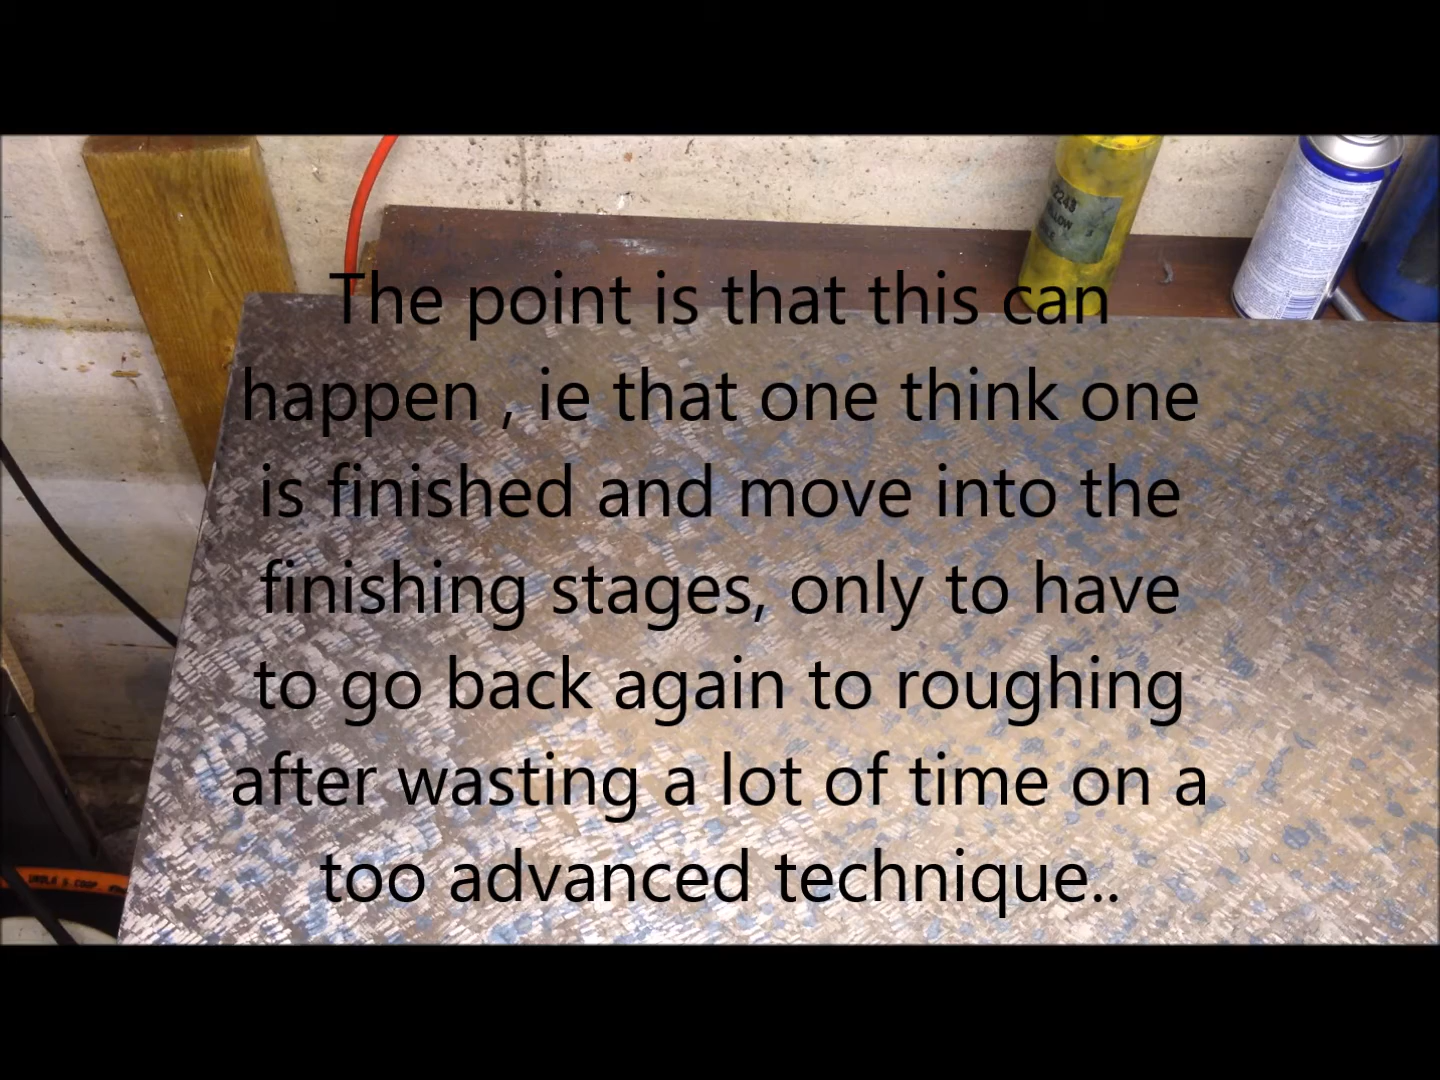 2243
The point is that this can
happen , ie that one think one
is finished and move into the
finishing stages, only to have
to go back again to roughing
after wasting a lot of time on a
too advanced technique..